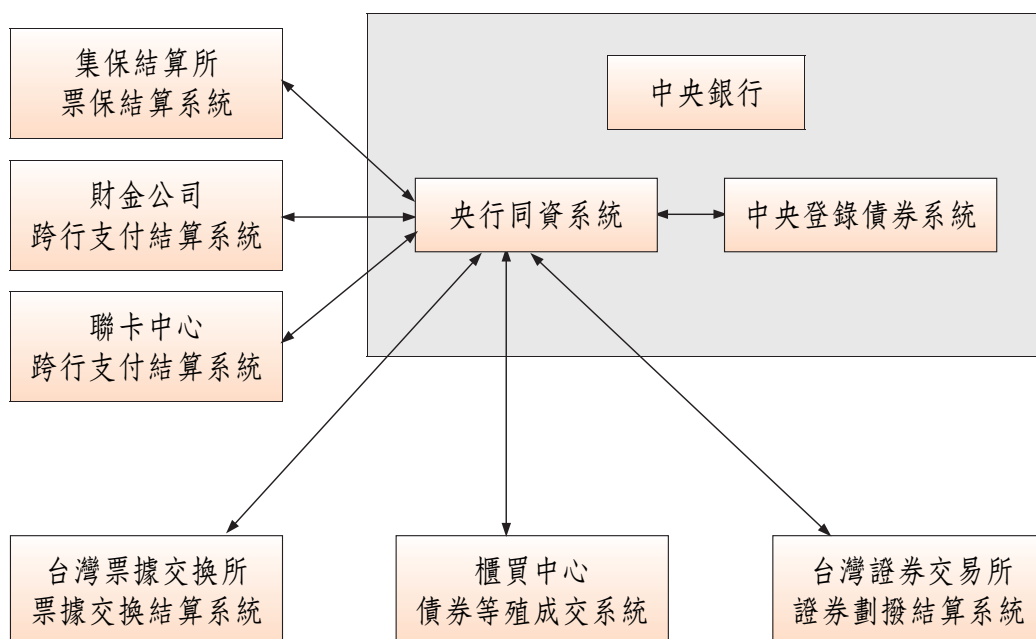 集保結算所
票保結算系統
中央銀行
財金公司
跨行支付結算系統
央行同資系統
中央登錄債券系統
聯卡中心
跨行支付結算系統
台灣票據交換所
票據交換結算系統
櫃買中心
債券等殖成交系統
台灣證券交易所
證券劃撥結算系統